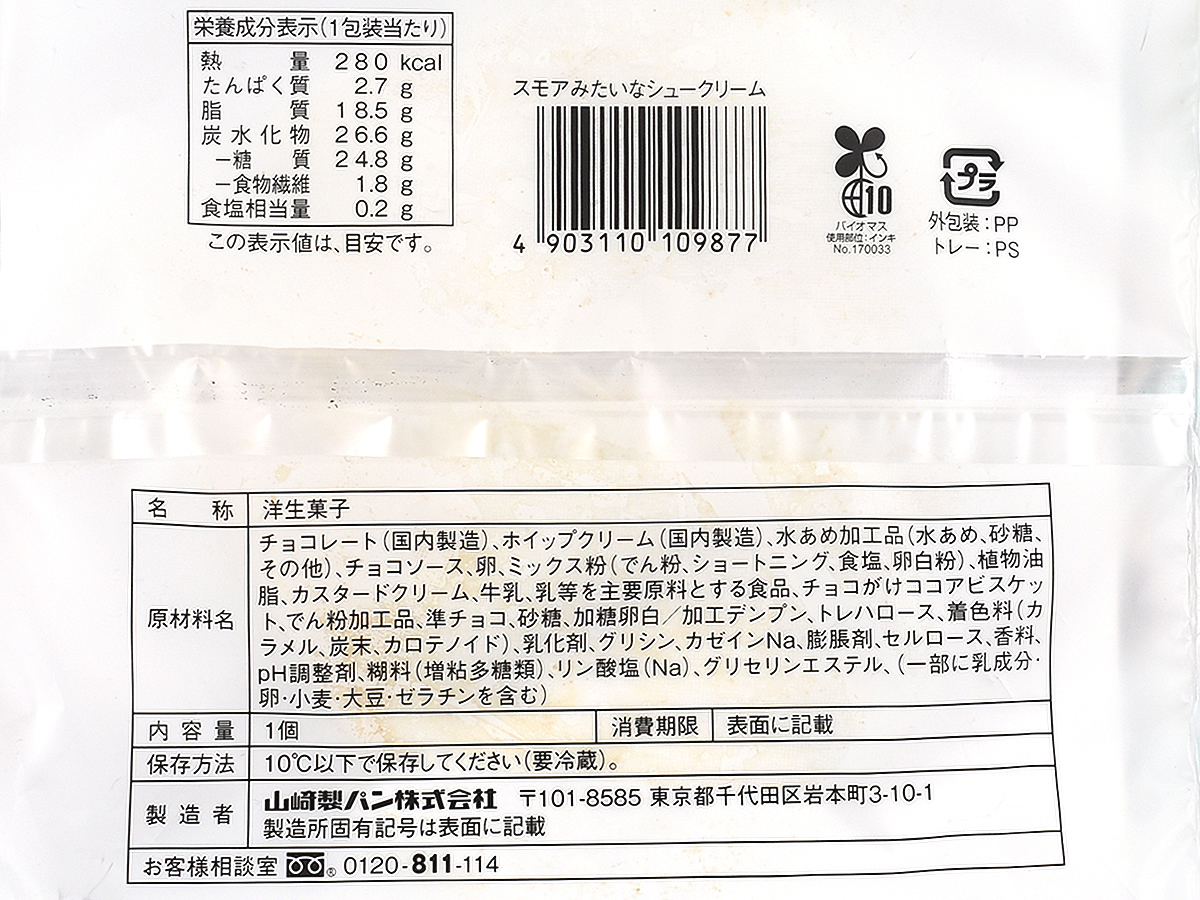 栄養成分表示(1包装当たり)
熱量 280 kcal
たんぱく質 2.7 g
脂質 18.5 g
炭水化物 26.6 g
－糖質 24.8 g
－食物繊維 1.8 g
食塩相当量 0.2 g
この表示値は、目安です。
スモアみたいなシュークリーム
4 903110 109877
10
バイオマス
使用部位:インキ
No.170033
プラ
外包装:PP
トレー:PS
名称 洋生菓子
原材料名
チョコレート(国内製造)、ホイップクリーム(国内製造)、水あめ加工品(水あめ、砂糖、
その他)、チョコソース、卵、ミックス粉(でん粉、ショートニング、食塩、卵白粉)、植物油
脂、カスタードクリーム、牛乳、乳等を主要原料とする食品、チョコがけココアビスケッ
ト、でん粉加工品、準チョコ、砂糖、加糖卵白／加工デンプン、トレハロース、着色料(カ
ラメル、炭末、カロテノイド)、乳化剤、グリシン、カゼインNa、膨脹剤、セルロース、香料、
pH調整剤、糊料(増粘多糖類)、リン酸塩(Na)、グリセリンエステル、(一部に乳成分・
卵・小麦・大豆・ゼラチンを含む)
内容量 1個 消費期限 表面に記載
保存方法 10℃以下で保存してください(要冷蔵)。
製造者 山崎製パン株式会社 〒101-8585 東京都千代田区岩本町3-10-1
製造所固有記号は表面に記載
お客様相談室 ® 0120-811-114